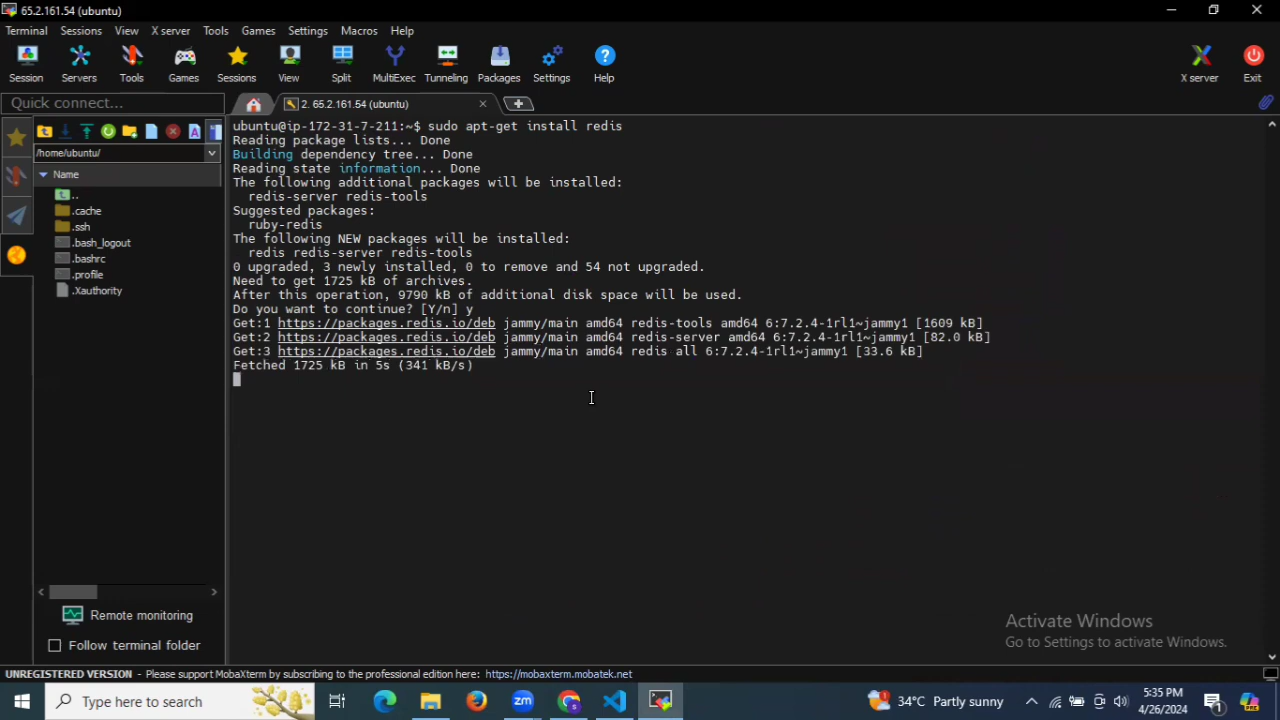 65.2.161.54 (ubuntu)
Terminal Sessions View X server Tools Games Settings Macros Help
Session Servers Tools Games Sessions View Split MultiExec Tunneling Packages Settings Help X server Exit
Quick connect...
2. 65.2.161.54 (ubuntu)
/home/ubuntu/
Name
..
.cache
.ssh
.bash_logout
.bashrc
.profile
.Xauthority
Remote monitoring
Follow terminal folder
ubuntu@ip-172-31-7-211:~$ sudo apt-get install redis
Reading package lists... Done
Building dependency tree... Done
Reading state information... Done
The following additional packages will be installed:
redis-server redis-tools
Suggested packages:
ruby-redis
The following NEW packages will be installed:
redis redis-server redis-tools
0 upgraded, 3 newly installed, 0 to remove and 54 not upgraded.
Need to get 1725 kB of archives.
After this operation, 9790 kB of additional disk space will be used.
Do you want to continue? [Y/n] y
Get:1 https://packages.redis.io/deb jammy/main amd64 redis-tools amd64 6:7.2.4-1rl1~jammy1 [1609 kB]
Get:2 https://packages.redis.io/deb jammy/main amd64 redis-server amd64 6:7.2.4-1rl1~jammy1 [82.0 kB]
Get:3 https://packages.redis.io/deb jammy/main amd64 redis all 6:7.2.4-1rl1~jammy1 [33.6 kB]
Fetched 1725 kB in 5s (341 kB/s)
Activate Windows
Go to Settings to activate Windows.
UNREGISTERED VERSION - Please support MobaXterm by subscribing to the professional edition here: https://mobaxterm.mobatek.net
Type here to search
zm
34°C Partly sunny
5:35 PM
4/26/2024
1
PRE